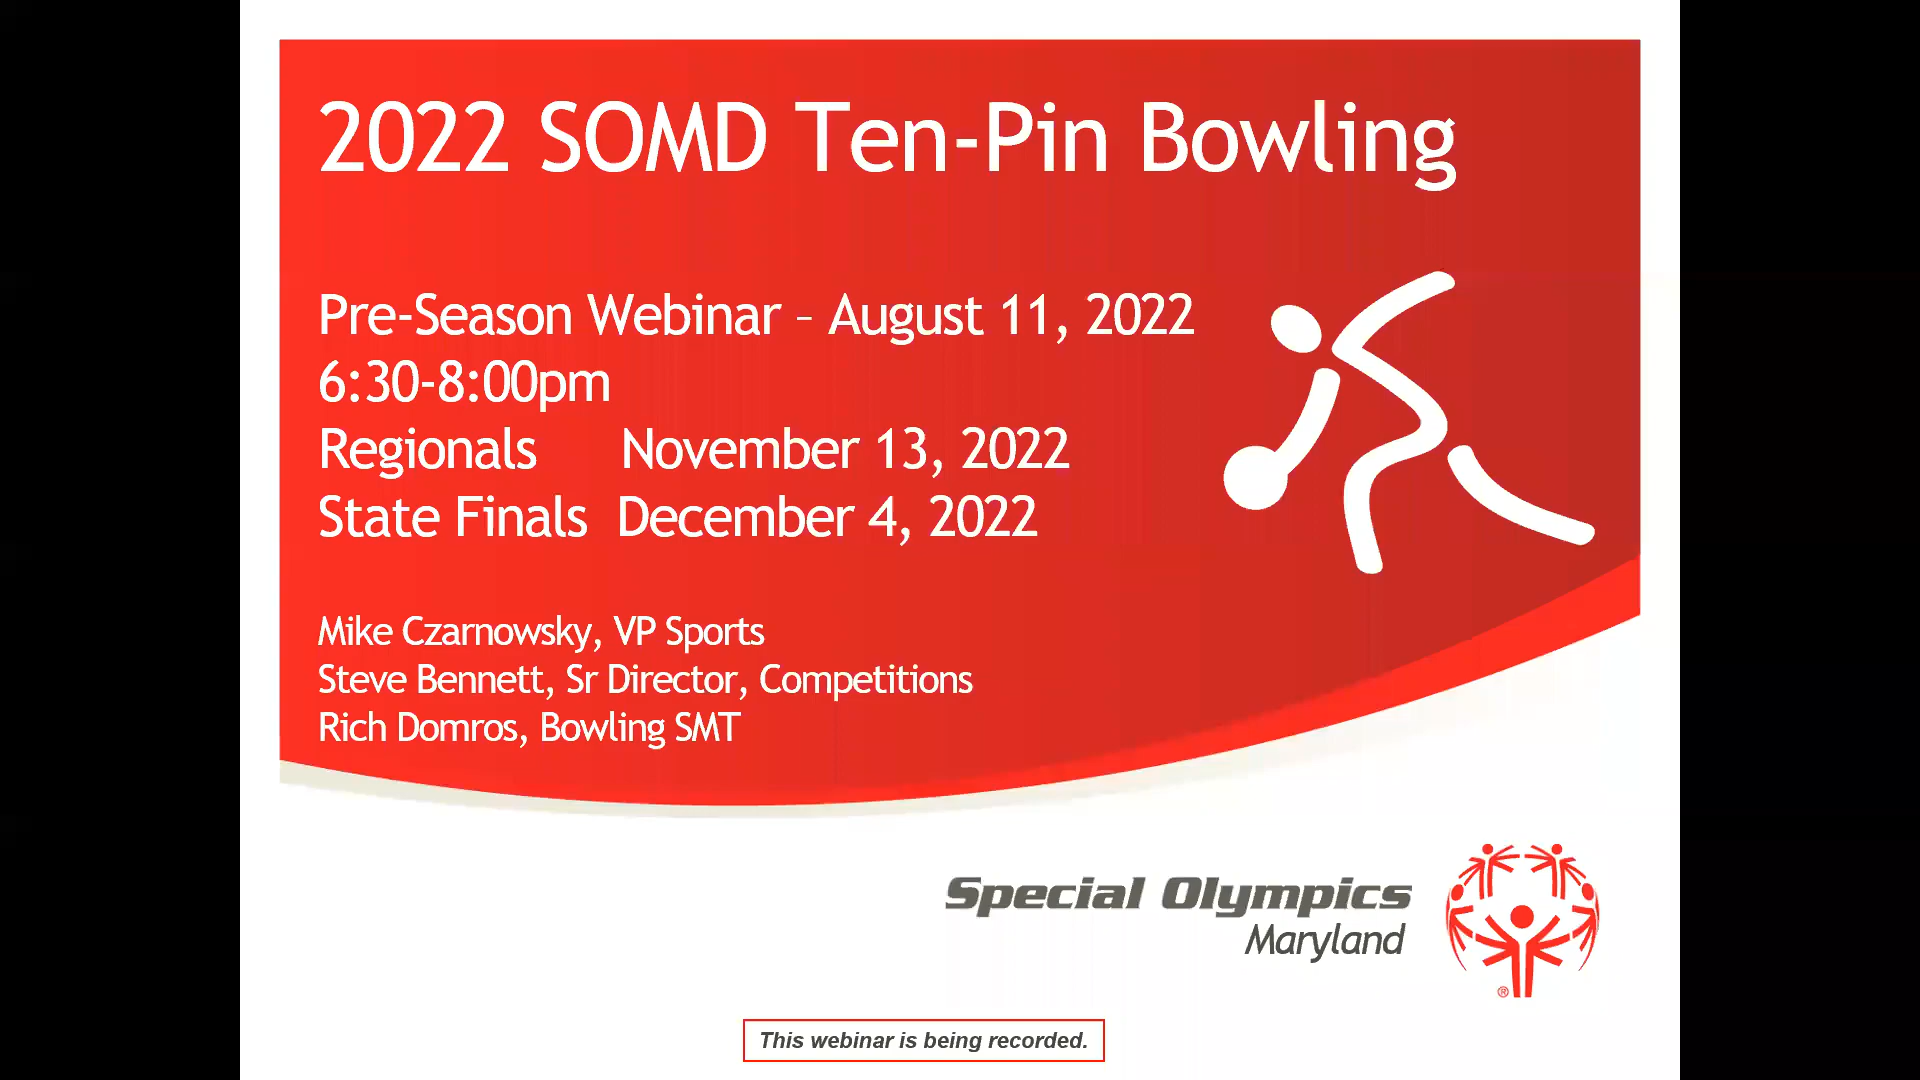 2022 SOMD Ten-Pin Bowling
Pre-Season Webinar – August 11, 2022
6:30-8:00pm
Regionals November 13, 2022
State Finals December 4, 2022
Mike Czarnowsky, VP Sports
Steve Bennett, Sr Director, Competitions
Rich Domros, Bowling SMT
Special Olympics
Maryland
®
This webinar is being recorded.